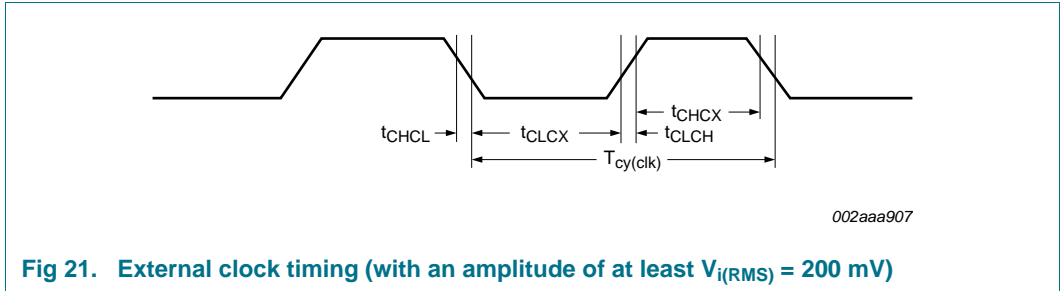 tCHCX
tCHCL tCLCX tCLCH
Tcy(clk)
002aaa907
Fig 21. External clock timing (with an amplitude of at least Vi(RMS) = 200 mV)